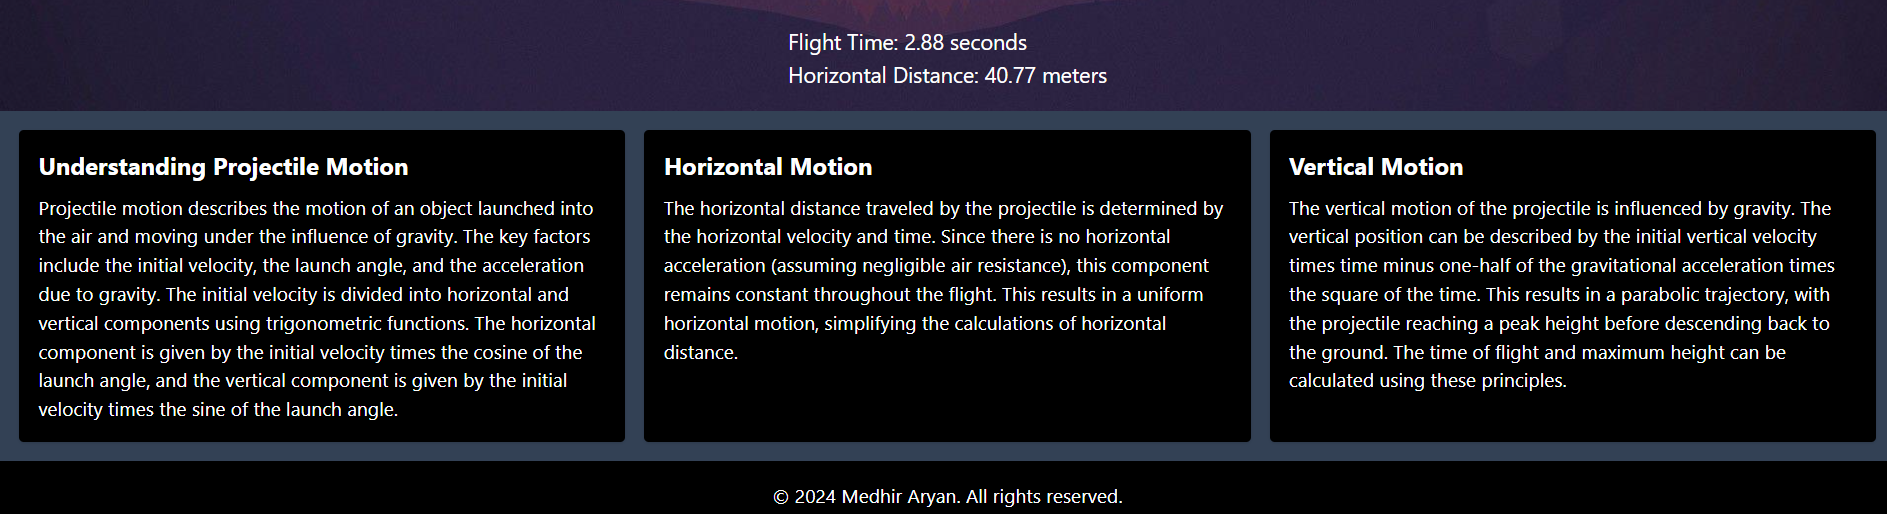 Flight Time: 2.88 seconds
Horizontal Distance: 40.77 meters
Understanding Projectile Motion
Projectile motion describes the motion of an object launched into
the air and moving under the influence of gravity. The key factors
include the initial velocity, the launch angle, and the acceleration
due to gravity. The initial velocity is divided into horizontal and
vertical components using trigonometric functions. The horizontal
component is given by the initial velocity times the cosine of the
launch angle, and the vertical component is given by the initial
velocity times the sine of the launch angle.
Horizontal Motion
The horizontal distance traveled by the projectile is determined by
the horizontal velocity and time. Since there is no horizontal
acceleration (assuming negligible air resistance), this component
remains constant throughout the flight. This results in a uniform
horizontal motion, simplifying the calculations of horizontal
distance.
Vertical Motion
The vertical motion of the projectile is influenced by gravity. The
vertical position can be described by the initial vertical velocity
times time minus one-half of the gravitational acceleration times
the square of the time. This results in a parabolic trajectory, with
the projectile reaching a peak height before descending back to
the ground. The time of flight and maximum height can be
calculated using these principles.
© 2024 Medhir Aryan. All rights reserved.